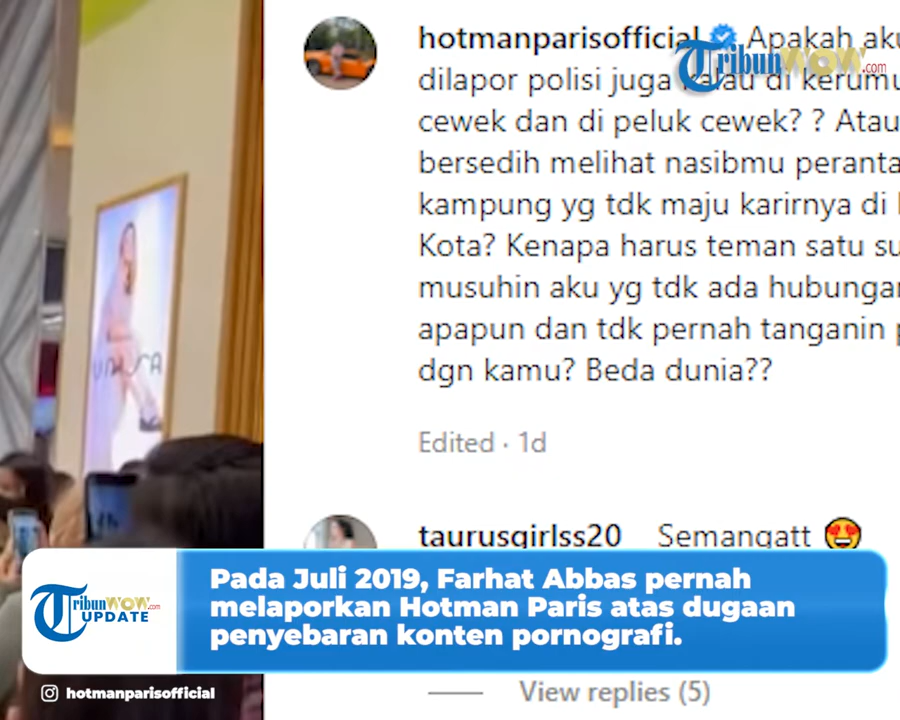 hotmanparisofficial Apakah aku
dilapor polisi juga kalau di kerumu
cewek dan di peluk cewek? ? Atau
bersedih melihat nasibmu peranta
kampung yg tdk maju karirnya di
Kota? Kenapa harus teman satu su
musuhin aku yg tdk ada hubungan
apapun dan tdk pernah tanganin
dgn kamu? Beda dunia??
Edited · 1d
taurusgirlss20 Semangatt 😍
View replies (5)
TribunWOW.com
TribunWOW.com
UPDATE
Pada Juli 2019, Farhat Abbas pernah
melaporkan Hotman Paris atas dugaan
penyebaran konten pornografi.
hotmanparisofficial